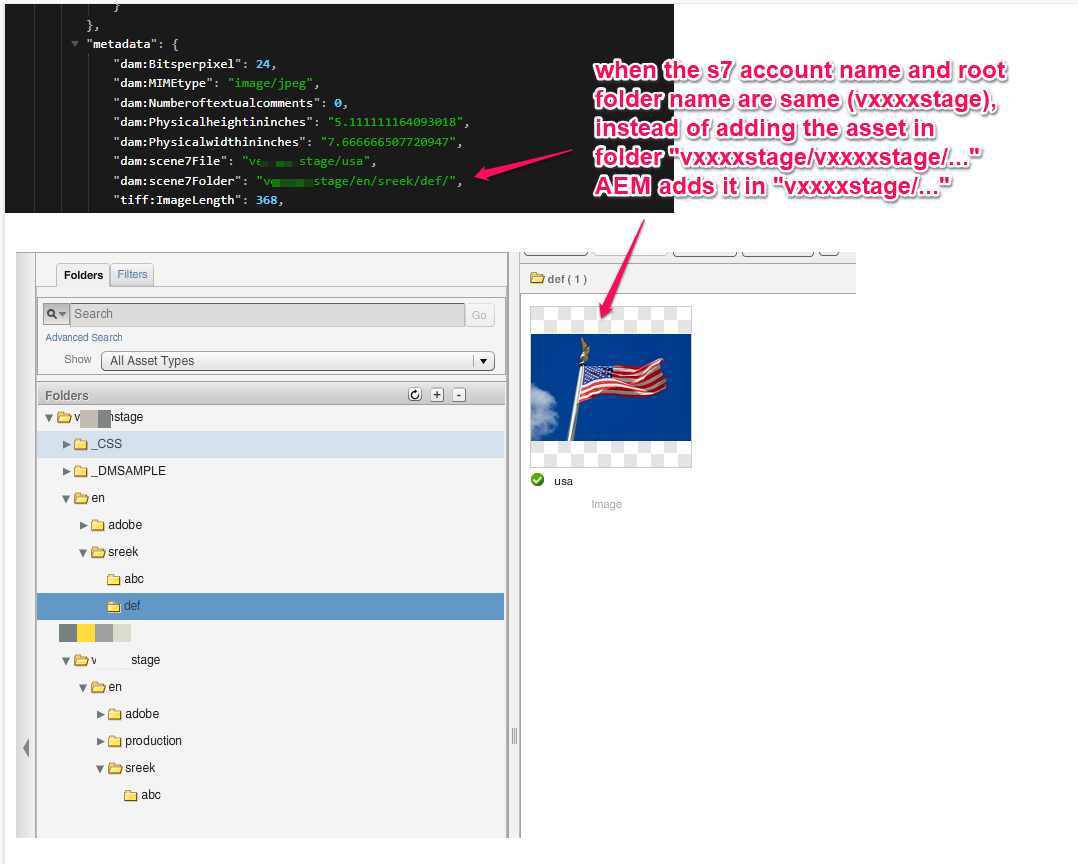 }
},
"metadata": {
"dam:Bitsperpixel": 24,
"dam:MIMEtype": "image/jpeg",
"dam:Numberoftextualcomments": 0,
"dam:Physicalheightininches": "5.111111164093018",
"dam:Physicalwidthininches": "7.666666507720947",
"dam:scene7File": "ve stage/usa",
"dam:scene7Folder": "v stage/en/sreek/def/",
"tiff:ImageLength": 368,
when the s7 account name and root
folder name are same (vxxxxstage),
instead of adding the asset in
folder "vxxxxstage/vxxxxstage/..."
AEM adds it in "vxxxxstage/..."
Folders Filters
Search Go
Advanced Search
Show All Asset Types
Folders
v stage
_CSS
_DMSAMPLE
en
adobe
sreek
abc
def
v stage
en
adobe
production
sreek
abc
def ( 1 )
usa
Image